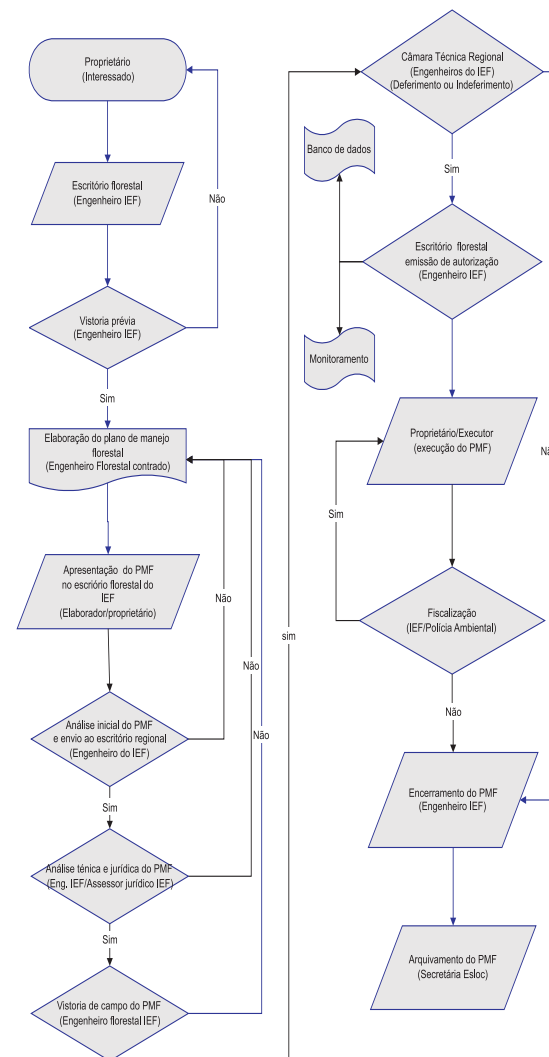 Proprietário
(Interessado)
Escritório florestal
(Engenheiro IEF)
Não
Vistoria prévia
(Engenheiro IEF)
Sim
Elaboração do plano de manejo
florestal
(Engenheiro Florestal contrado)
Apresentação do PMF
no escriório florestal do
IEF
(Elaborador/proprietário)
Não
Não
Não
Análise inicial do PMF
e envio ao escritório regional
(Engenheiro do IEF)
Sim
Análise ténica e jurídica do PMF
(Eng. IEF/Assessor jurídico IEF)
Sim
Vistoria de campo do PMF
(Engenheiro florestal IEF)
sim
Câmara Técnica Regional
(Engenheiros do IEF)
(Deferimento ou Indeferimento)
Banco de dados
Sim
Escritório florestal
emissão de autorização
(Engenheiro IEF)
Monitoramento
Proprietário/Executor
(execução do PMF)
Sim
Fiscalização
(IEF/Polícia Ambiental)
Não
Encerramento do PMF
(Engenheiro IEF)
Arquivamento do PMF
(Secretária Esloc)